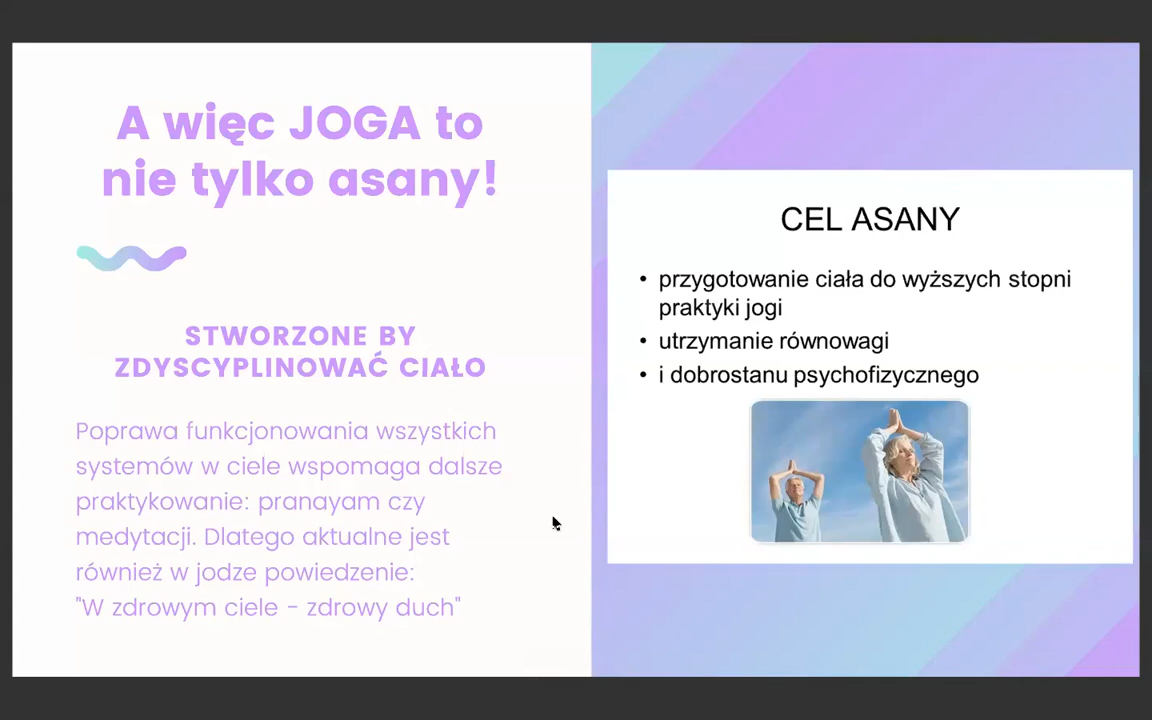 A więc JOGA to
nie tylko asany!
STWORZONE BY
ZDYSCYPLINOWAĆ CIAŁO
Poprawa funkcjonowania wszystkich
systemów w ciele wspomaga dalsze
praktykowanie: pranayam czy
medytacji. Dlatego aktualne jest
również w jodze powiedzenie:
"W zdrowym ciele - zdrowy duch"
CEL ASANY
• przygotowanie ciała do wyższych stopni
praktyki jogi
• utrzymanie równowagi
• i dobrostanu psychofizycznego